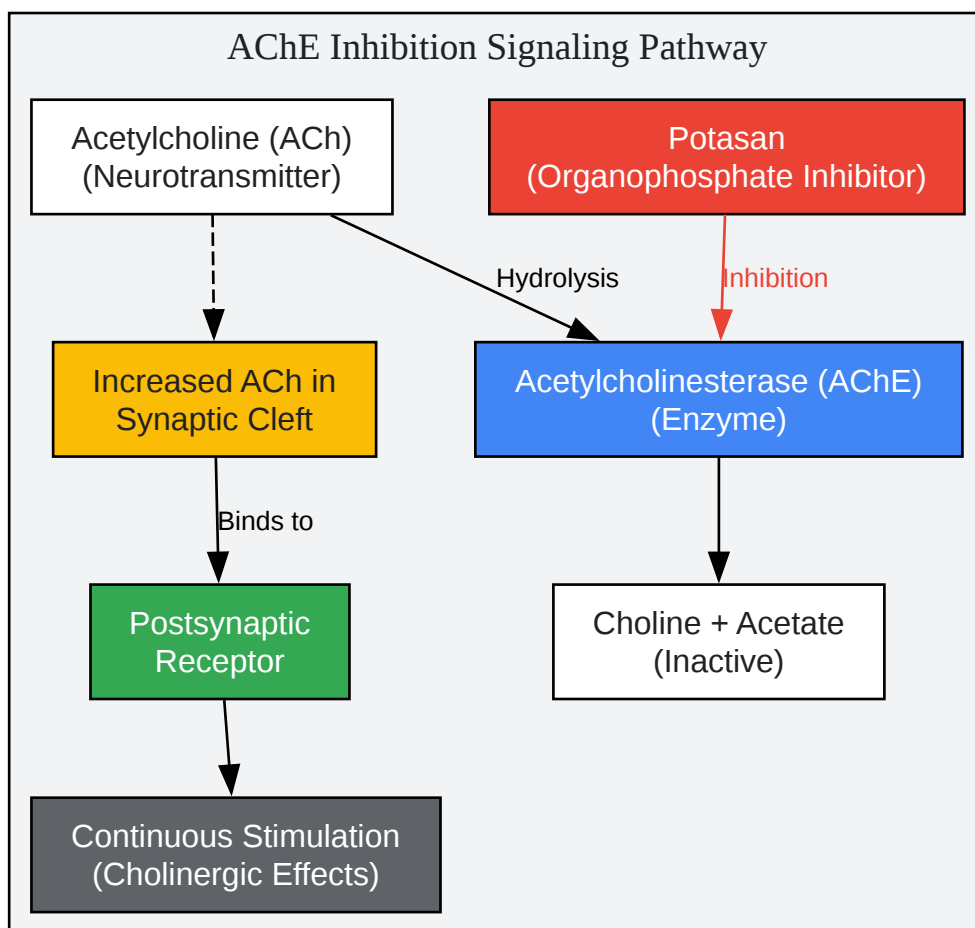 AChE Inhibition Signaling Pathway
Acetylcholine (ACh)
(Neurotransmitter)
Potasan
(Organophosphate Inhibitor)
Hydrolysis
Inhibition
Increased ACh in
Synaptic Cleft
Acetylcholinesterase (AChE)
(Enzyme)
Binds to
Postsynaptic
Receptor
Choline + Acetate
(Inactive)
Continuous Stimulation
(Cholinergic Effects)